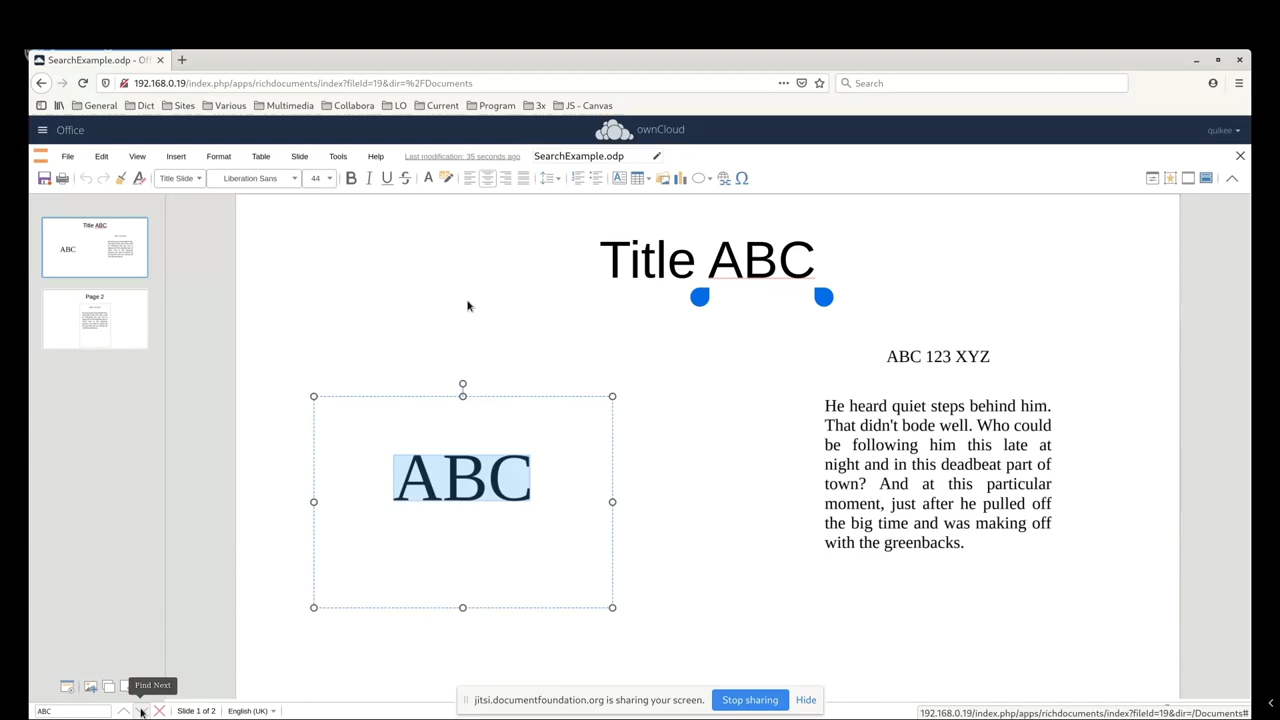 SearchExample.odp - Of
192.168.0.19/index.php/apps/richdocuments/index?fileId=19&dir=%2FDocuments
Search
General Dict Sites Various Multimedia Collabora LO Current Program 3x JS - Canvas
Office
ownCloud
quikee
File Edit View Insert Format Table Slide Tools Help Last modification: 35 seconds ago SearchExample.odp
Title Slide Liberation Sans 44
Title ABC
ABC
Page 2
Title ABC
ABC 123 XYZ
ABC
He heard quiet steps behind him.
That didn't bode well. Who could
be following him this late at
night and in this deadbeat part of
town? And at this particular
moment, just after he pulled off
the big time and was making off
with the greenbacks.
Find Next
jitsi.documentfoundation.org is sharing your screen. Stop sharing Hide
ABC Slide 1 of 2 English (UK)
192.168.0.19/index.php/apps/richdocuments/index?fileId=19&dir=/Documents#